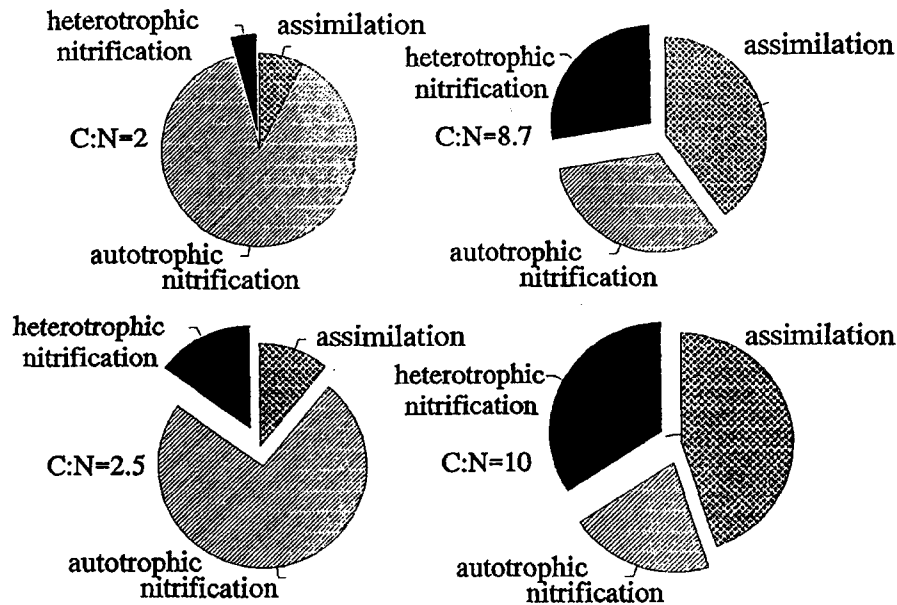 heterotrophic
nitrification
assimilation
C:N=2
autotrophic
nitrification
heterotrophic
nitrification
assimilation
C:N=8.7
autotrophic
nitrification
heterotrophic
nitrification
assimilation
C:N=2.5
autotrophic
nitrification
heterotrophic
nitrification
assimilation
C:N=10
autotrophic
nitrification